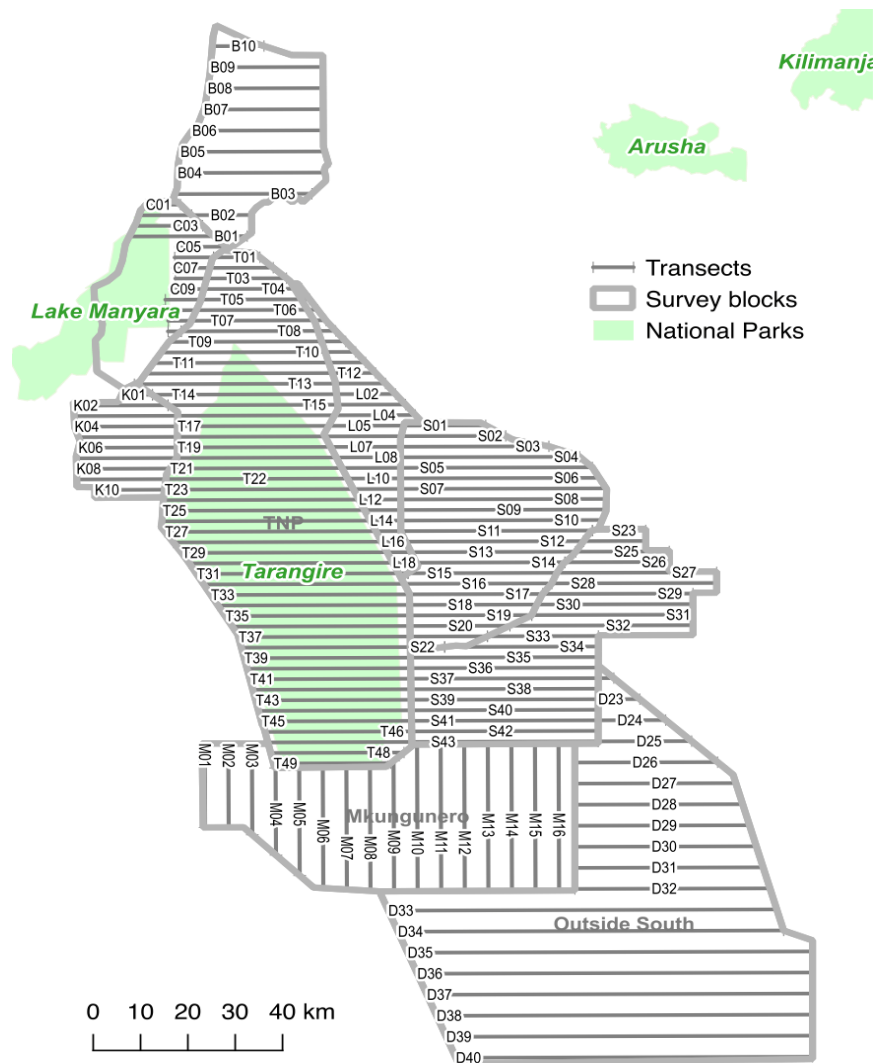 B10
Kilimanja
B09
B08
B07
B06
Arusha
B05
B04
B03
C01
B02
C03
B01
C05
T01
C07
T03
C09
T04
T05
T06
Lake Manyara
T07
T08
T09
T10
T11
T12
T13
K01
T14
L02
K02
T15
L04
K04
T17
L05
S01
S02
K06
T19
L07
S03
L08
S04
K08
T21
S05
T22
L10
S06
K10
T23
S07
L12
S08
T25
S09
TNP
L14
S10
T27
S11
S23
L16
S12
T29
S13
S25
L18
S14
S26
T31
Tarangire
S15
S27
S16
S28
T33
S17
S29
S18
S30
T35
S19
S31
S20
S32
T37
S33
S22
S34
T39
S35
S36
T41
S37
S38
T43
S39
D23
S40
T45
S41
D24
T46
S42
S43
D25
T48
T49
D26
M01
M02
M03
M04
M05
M06
M07
M08
M09
M10
M11
M12
M13
M14
M15
M16
Mkungunero
D27
D28
D29
D30
D31
D32
D33
Outside South
D34
D35
D36
D37
D38
D39
D40
Transects
Survey blocks
National Parks
0 10 20 30 40 km